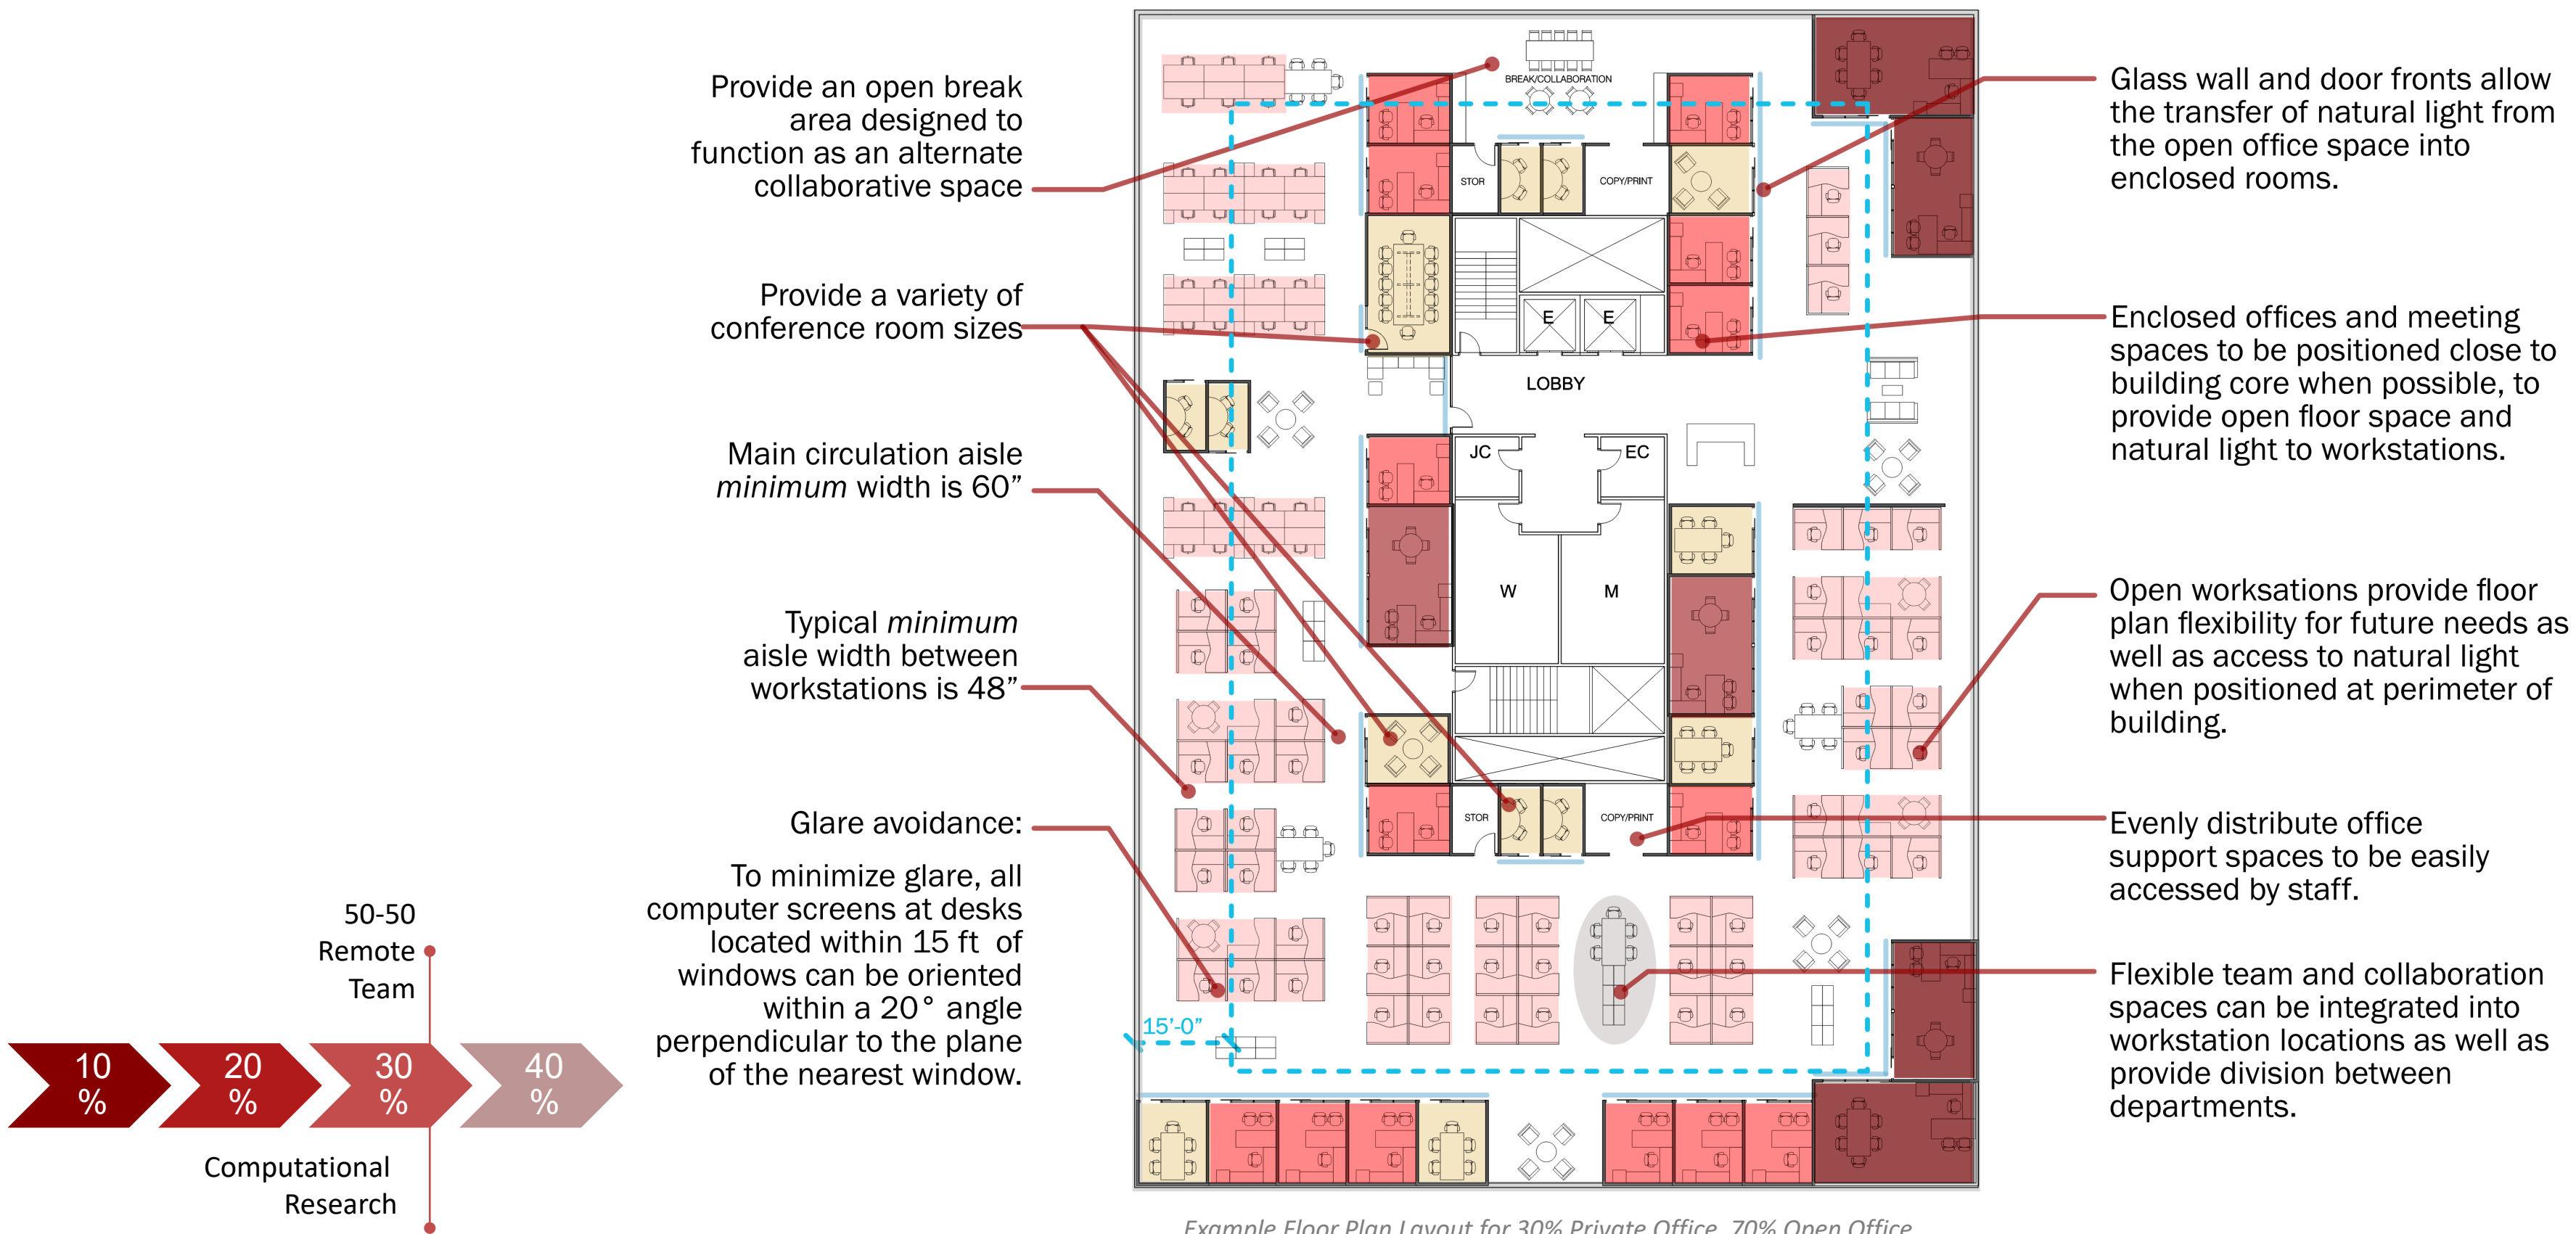 Provide an open break
area designed to
function as an alternate
collaborative space
Provide a variety of
conference room sizes
Main circulation aisle
minimum width is 60”
Typical minimum
aisle width between
workstations is 48”
Glare avoidance:
To minimize glare, all
computer screens at desks
located within 15 ft of
windows can be oriented
within a 20° angle
perpendicular to the plane
of the nearest window.
50-50
Remote
Team
10
%
20
%
30
%
40
%
Computational
Research
BREAK/COLLABORATION
STOR
COPY/PRINT
E
E
LOBBY
JC
EC
W
M
STOR
COPY/PRINT
15’-0”
Glass wall and door fronts allow
the transfer of natural light from
the open office space into
enclosed rooms.
Enclosed offices and meeting
spaces to be positioned close to
building core when possible, to
provide open floor space and
natural light to workstations.
Open worksations provide floor
plan flexibility for future needs as
well as access to natural light
when positioned at perimeter of
building.
Evenly distribute office
support spaces to be easily
accessed by staff.
Flexible team and collaboration
spaces can be integrated into
workstation locations as well as
provide division between
departments.
Example Floor Plan Layout for 30% Private Office, 70% Open Office